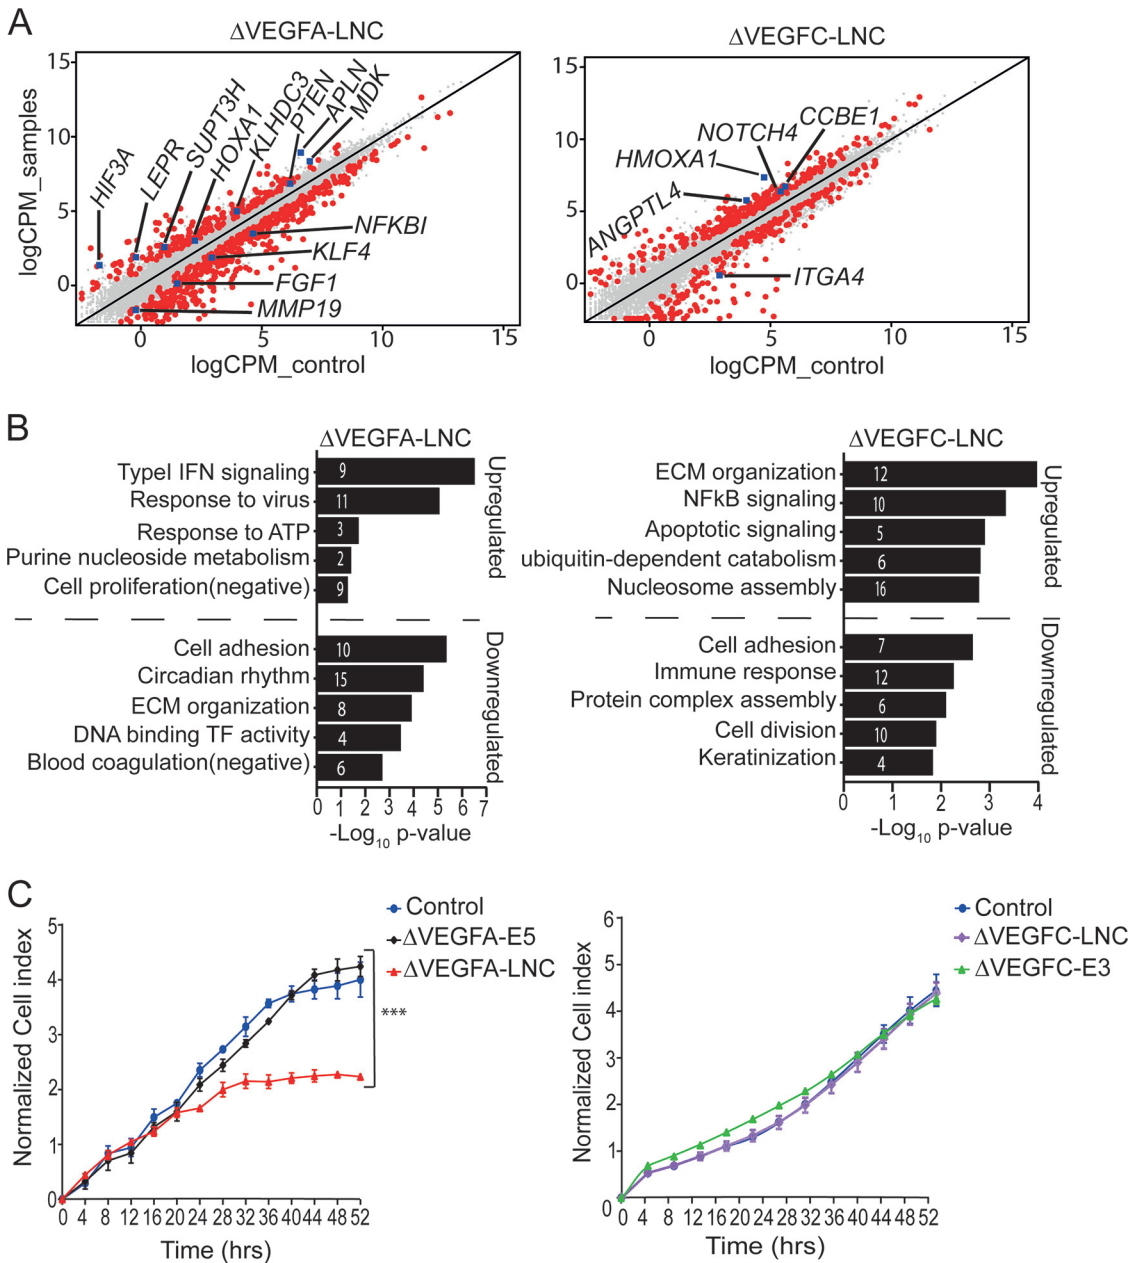 A
ΔVEGFA-LNC
ΔVEGFC-LNC
logCPM_samples
15
10
5
0
HIF3A
LEPR
SUPT3H
HOXA1
KLHDC3
PTEN
APLN
MDK
NFKBI
KLF4
FGF1
MMP19
0
5
10
15
logCPM_control
15
10
5
0
NOTCH4
CCBE1
HMOXA1
ANGPTL4
ITGA4
0
5
10
15
logCPM_control
B
ΔVEGFA-LNC
TypeI IFN signaling 9
Response to virus 11
Response to ATP 3
Purine nucleoside metabolism 2
Cell proliferation(negative) 9
Upregulated
Cell adhesion 10
Circadian rhythm 15
ECM organization 8
DNA binding TF activity 4
Blood coagulation(negative) 6
Downregulated
0 1 2 3 4 5 6 7
-Log10 p-value
ΔVEGFC-LNC
ECM organization 12
NFkB signaling 10
Apoptotic signaling 5
ubiquitin-dependent catabolism 6
Nucleosome assembly 16
Upregulated
Cell adhesion 7
Immune response 12
Protein complex assembly 6
Cell division 10
Keratinization 4
Downregulated
0 1 2 3 4
-Log10 p-value
C
Normalized Cell index
5
4
3
2
1
0
Control
ΔVEGFA-E5
ΔVEGFA-LNC
***
0 4 8 12 16 20 24 28 32 36 40 44 48 52
Time (hrs)
Normalized Cell index
6
5
4
3
2
1
0
Control
ΔVEGFC-LNC
ΔVEGFC-E3
0 4 8 12 16 20 24 28 32 36 40 44 48 52
Time (hrs)